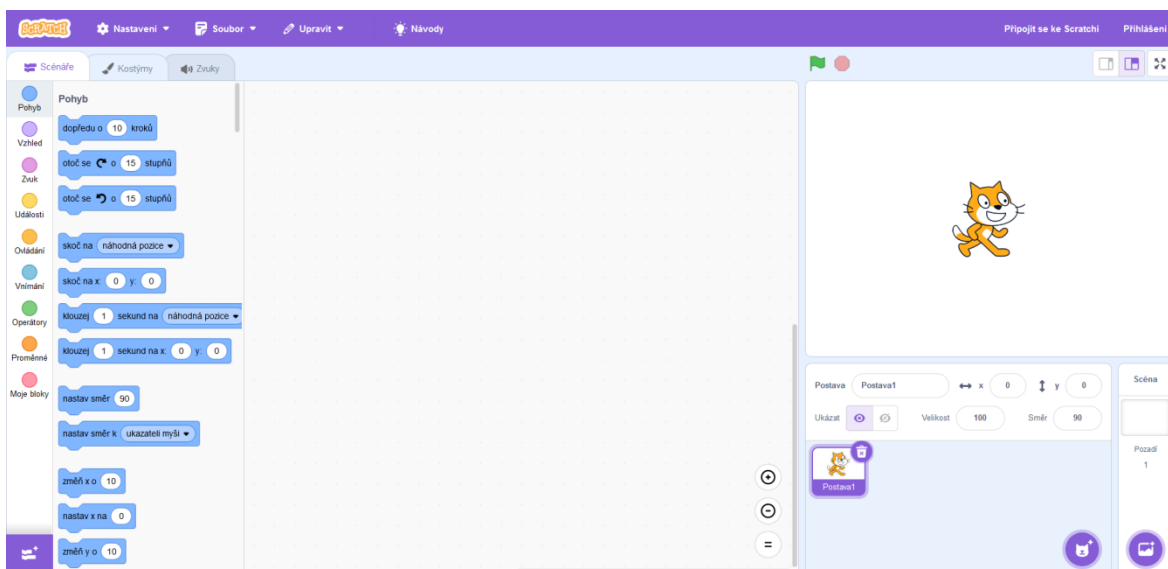 SCRATCH Nastavení Soubor Upravit Návody Připojit se ke Scratchi Přihlášení
Scénáře Kostýmy Zvuky
Pohyb
Vzhled
Zvuk
Události
Ovládání
Vnímání
Operátory
Proměnné
Moje bloky
Pohyb
dopředu o 10 kroků
otoč se o 15 stupňů
otoč se o 15 stupňů
skoč na náhodná pozice
skoč na x: 0 y: 0
klouzej 1 sekund na náhodná pozice
klouzej 1 sekund na x: 0 y: 0
nastav směr 90
nastav směr k ukazateli myši
změň x o 10
nastav x na 0
změň y o 10
Postava Postava1 x 0 y 0
Ukázat Velikost 100 Směr 90
Postava1
Scéna
Pozadí
1